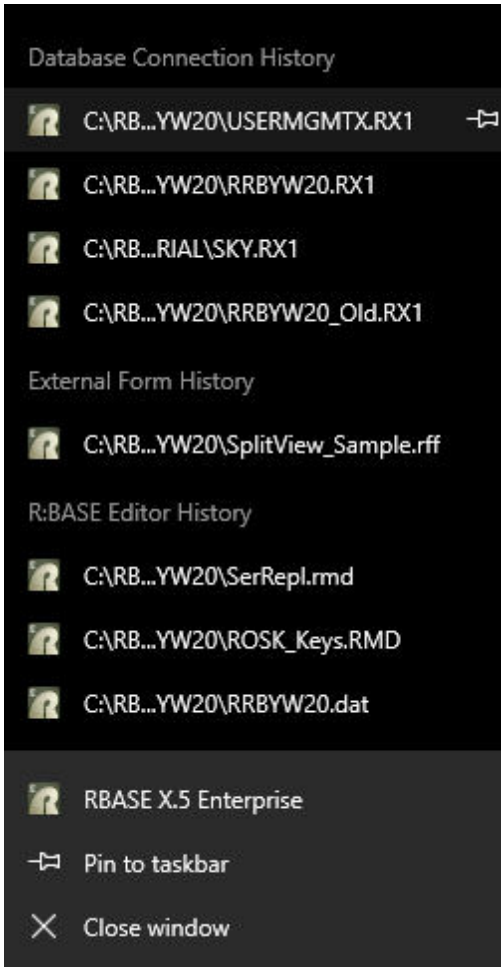 Database Connection History
C:\RB...YW20\USERMGMTX.RX1
C:\RB...YW20\RRBYW20.RX1
C:\RB...RIAL\SKY.RX1
C:\RB...YW20\RRBYW20_Old.RX1
External Form History
C:\RB...YW20\SplitView_Sample.rff
R:BASE Editor History
C:\RB...YW20\SerRepl.rmd
C:\RB...YW20\ROSK_Keys.RMD
C:\RB...YW20\RRBYW20.dat
RBASE X.5 Enterprise
Pin to taskbar
Close window